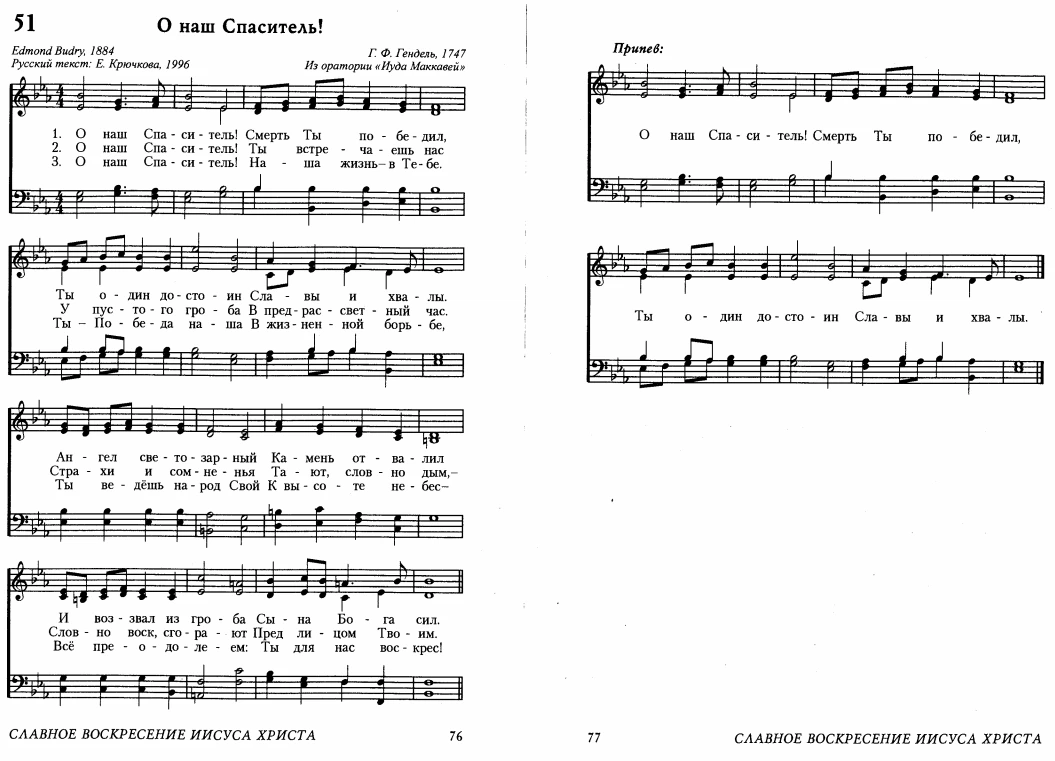 51
О наш Спаситель!
Edmond Budry, 1884
Г. Ф. Гендель, 1747
Русский текст: Е. Крючкова, 1996
Из оратории «Иуда Маккавей»
1. О наш Спа - си - тель! Смерть Ты по - бе - дил,
2. О наш Спа - си - тель! Ты встре - ча - ешь нас
3. О наш Спа - си - тель! На - ша жизнь – в Те - бе.
Ты о - дин до - сто - ин Сла - вы и хва - лы.
У пус - то - го гро - ба В пред - рас - свет - ный час.
Ты – По - бе - да на - ша В жиз - нен - ной борь - бе,
Ан - гел све - то - зар - ный Ка - мень от - ва - лил
Стра - хи и сом - не - нья Та - ют, слов - но дым, –
Ты ве - дёшь на - род Свой К вы - со - те не - бес –
И воз - звал из гро - ба Сы - на Бо - га сил.
Слов - но воск, сго - ра - ют Пред ли - цом Тво - им.
Всё пре - о - до - ле - ем: Ты для нас вос - крес!
СЛАВНОЕ ВОСКРЕСЕНИЕ ИИСУСА ХРИСТА
76
Припев:
О наш Спа - си - тель! Смерть Ты по - бе - дил,
Ты о - дин до - сто - ин Сла - вы и хва - лы.
77
СЛАВНОЕ ВОСКРЕСЕНИЕ ИИСУСА ХРИСТА